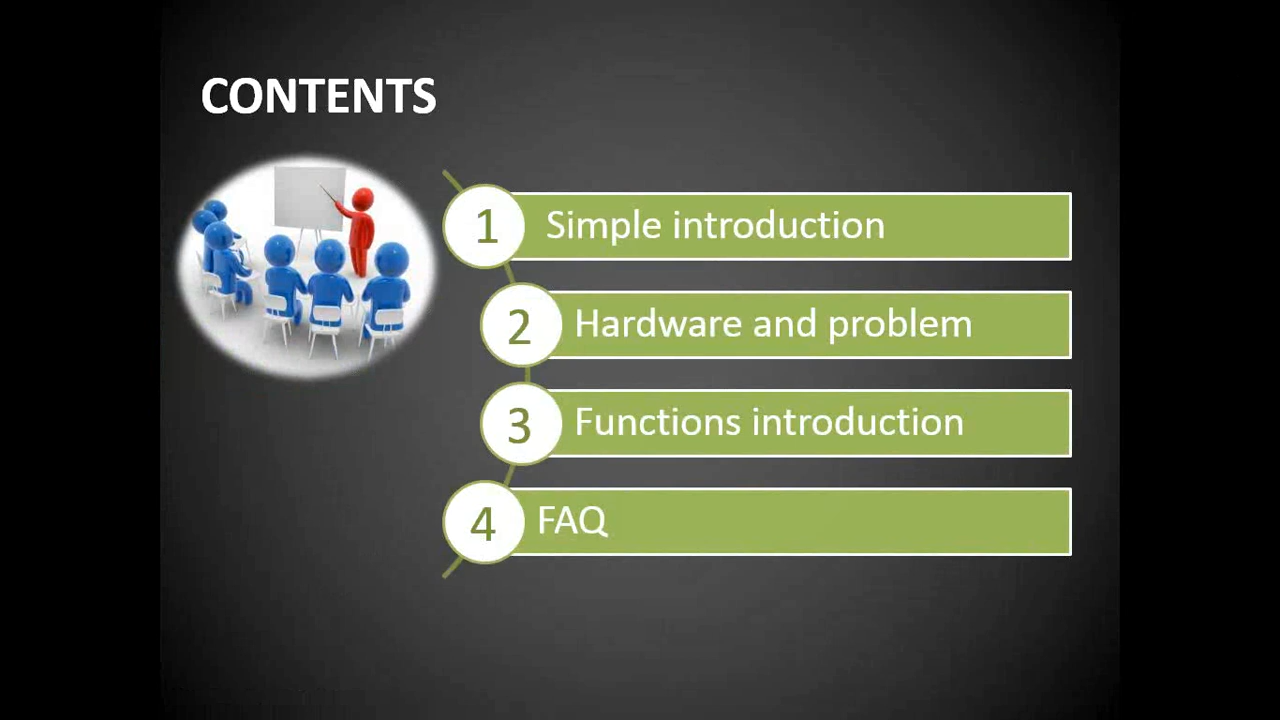 CONTENTS
1 Simple introduction
2 Hardware and problem
3 Functions introduction
4 FAQ